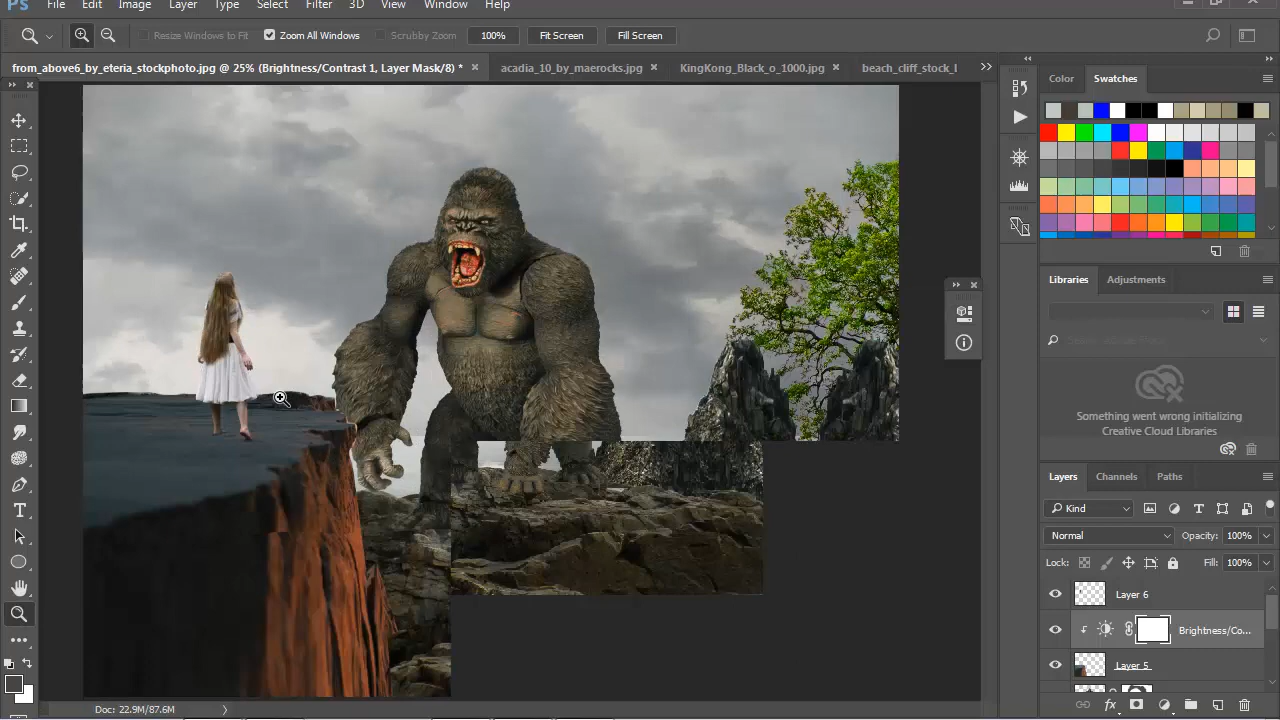 Ps File Edit Image Layer Type Select Filter 3D View Window Help
Resize Windows to Fit Zoom All Windows Scrubby Zoom 100% Fit Screen Fill Screen
from_above6_by_eteria_stockphoto.jpg @ 25% (Brightness/Contrast 1, Layer Mask/8) * × acadia_10_by_maerocks.jpg × KingKong_Black_o_1000.jpg × beach_cliff_stock_l
Color Swatches
Libraries Adjustments
Something went wrong initializing
Creative Cloud Libraries
Layers Channels Paths
Kind
Normal Opacity: 100%
Lock: Fill: 100%
Layer 6
Brightness/Co...
Layer 5
Doc: 22.9M/87.6M